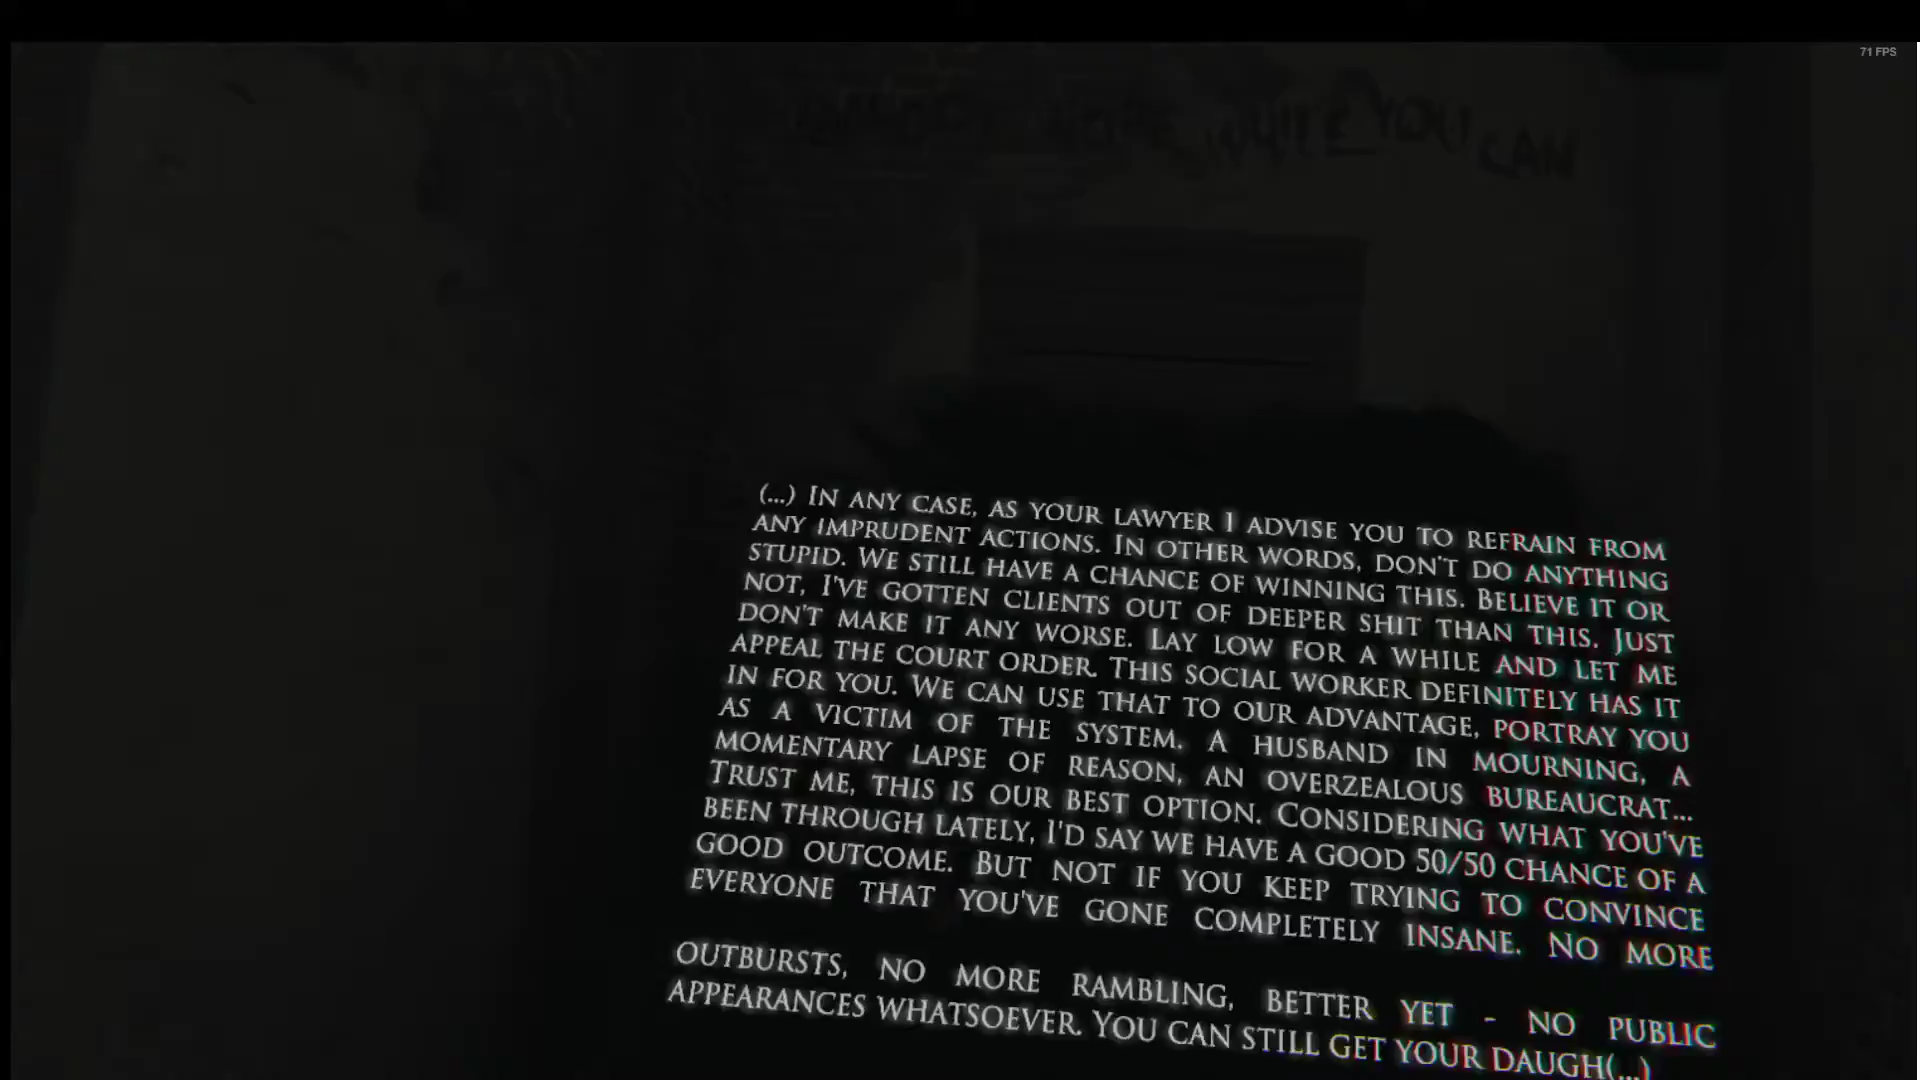 71 FPS
WHILE YOU CAN
(...) In any case, as your lawyer I advise you to refrain from
any imprudent actions. In other words, don't do anything
stupid. We still have a chance of winning this. Believe it or
not, I've gotten clients out of deeper shit than this. Just
don't make it any worse. Lay low for a while and let me
appeal the court order. This social worker definitely has it
in for you. We can use that to our advantage, portray you
as a victim of the system. A husband in mourning, a
momentary lapse of reason, an overzealous bureaucrat...
Trust me, this is our best option. Considering what you've
been through lately, I'd say we have a good 50/50 chance of a
good outcome. But not if you keep trying to convince
everyone that you've gone completely insane. No more
outbursts, no more rambling, better yet - no public
appearances whatsoever. You can still get your daugh(...)